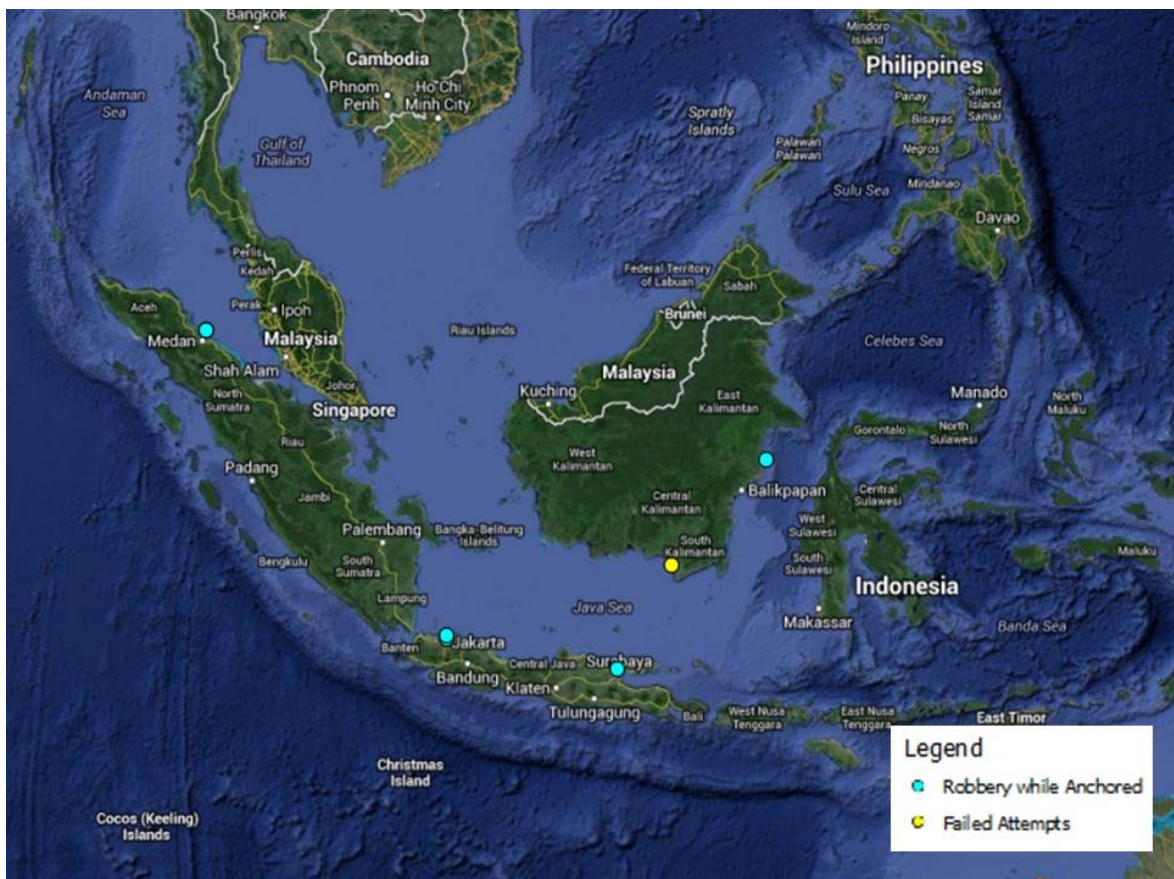 Bangkok
Cambodia
Phnom
Penh
Ho Chi
Minh City
Andaman
Sea
Gulf of
Thailand
Spratly
Islands
Mindoro
Island
Philippines
Panay
Samar
Island
Samar
Bisayas
Negros
Palawan
Palawan
Sulu Sea
Mindanao
Davao
Perlis
Kedah
Federal Territory
of Labuan
Sabah
Aceh
Perak
Ipoh
Riau Islands
Brunei
Medan
Malaysia
Celebes Sea
Shah Alam
Malaysia
Johor
North
Sumatra
Singapore
Kuching
East
Kalimantan
Manado
North
Maluku
Riau
Gorontalo
North
Sulawesi
West
Kalimantan
Padang
Jambi
Central
Kalimantan
Balikpapan
Central
Sulawesi
Palembang
Bangka-Belitung
Islands
West
Sulawesi
South
Kalimantan
Maluku
Bengkulu
South
Sumatra
South
Sulawesi
Indonesia
Lampung
Java Sea
Makassar
Banda Sea
Banten
Jakarta
Bandung
Central Java
Surabaya
Klaten
Tulungagung
Bali
West Nusa
Tenggara
East Nusa
Tenggara
East Timor
Christmas
Island
Cocos (Keeling)
Islands
Legend
Robbery while Anchored
Failed Attempts